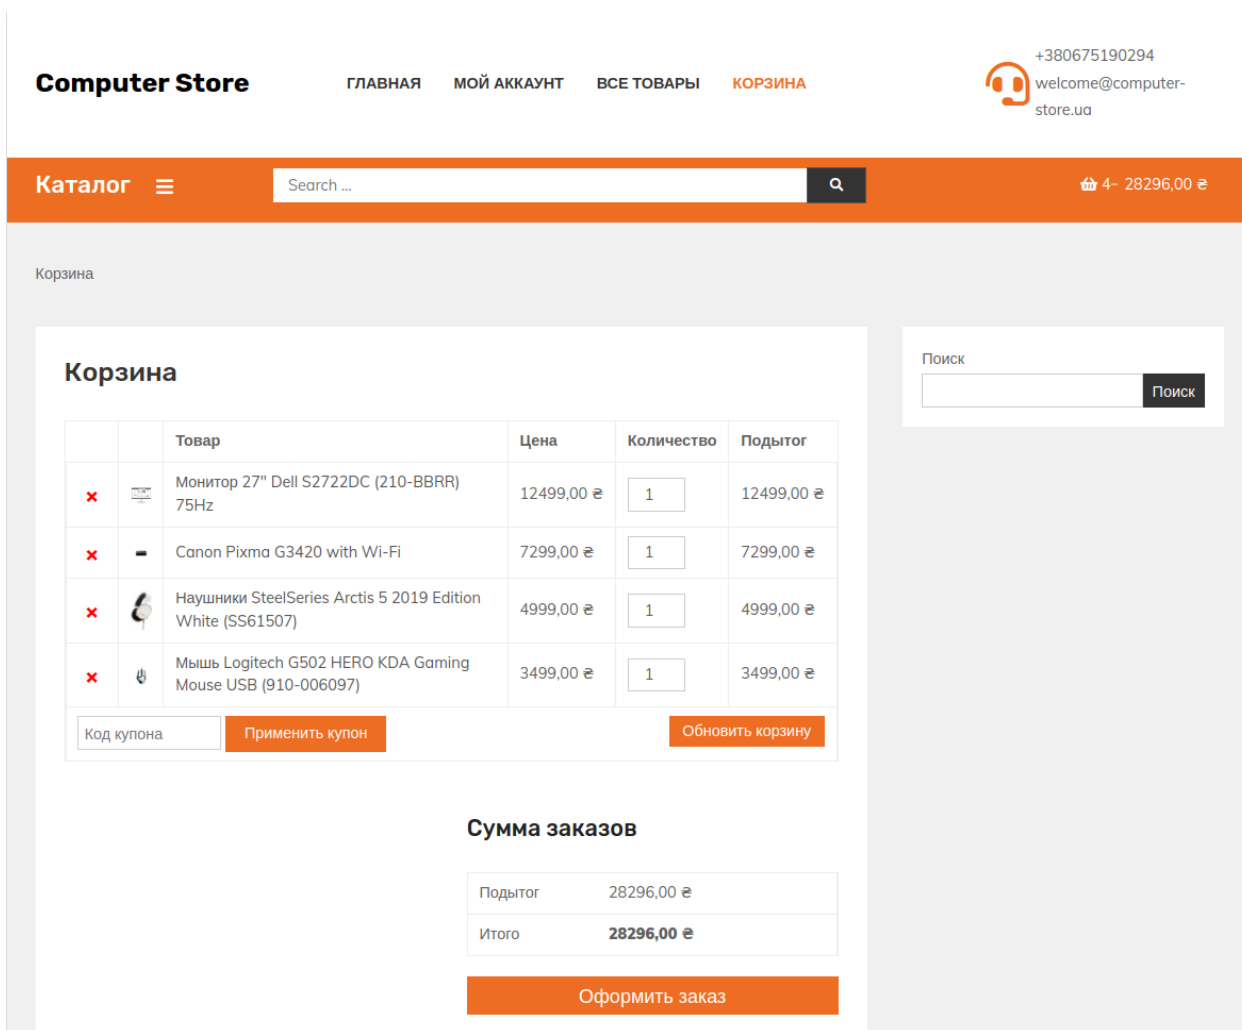 Computer Store
ГЛАВНАЯ МОЙ АККАУНТ ВСЕ ТОВАРЫ КОРЗИНА
+380675190294
welcome@computer-
store.ua
Каталог
Search ...
4- 28296,00 ₴
Корзина
Корзина
Товар Цена Количество Подытог
Монитор 27" Dell S2722DC (210-BBRR)
75Hz
12499,00 ₴ 1 12499,00 ₴
Canon Pixma G3420 with Wi-Fi 7299,00 ₴ 1 7299,00 ₴
Наушники SteelSeries Arctis 5 2019 Edition
White (SS61507)
4999,00 ₴ 1 4999,00 ₴
Мышь Logitech G502 HERO KDA Gaming
Mouse USB (910-006097)
3499,00 ₴ 1 3499,00 ₴
Код купона Применить купон Обновить корзину
Сумма заказов
Подытог 28296,00 ₴
Итого 28296,00 ₴
Оформить заказ
Поиск
Поиск